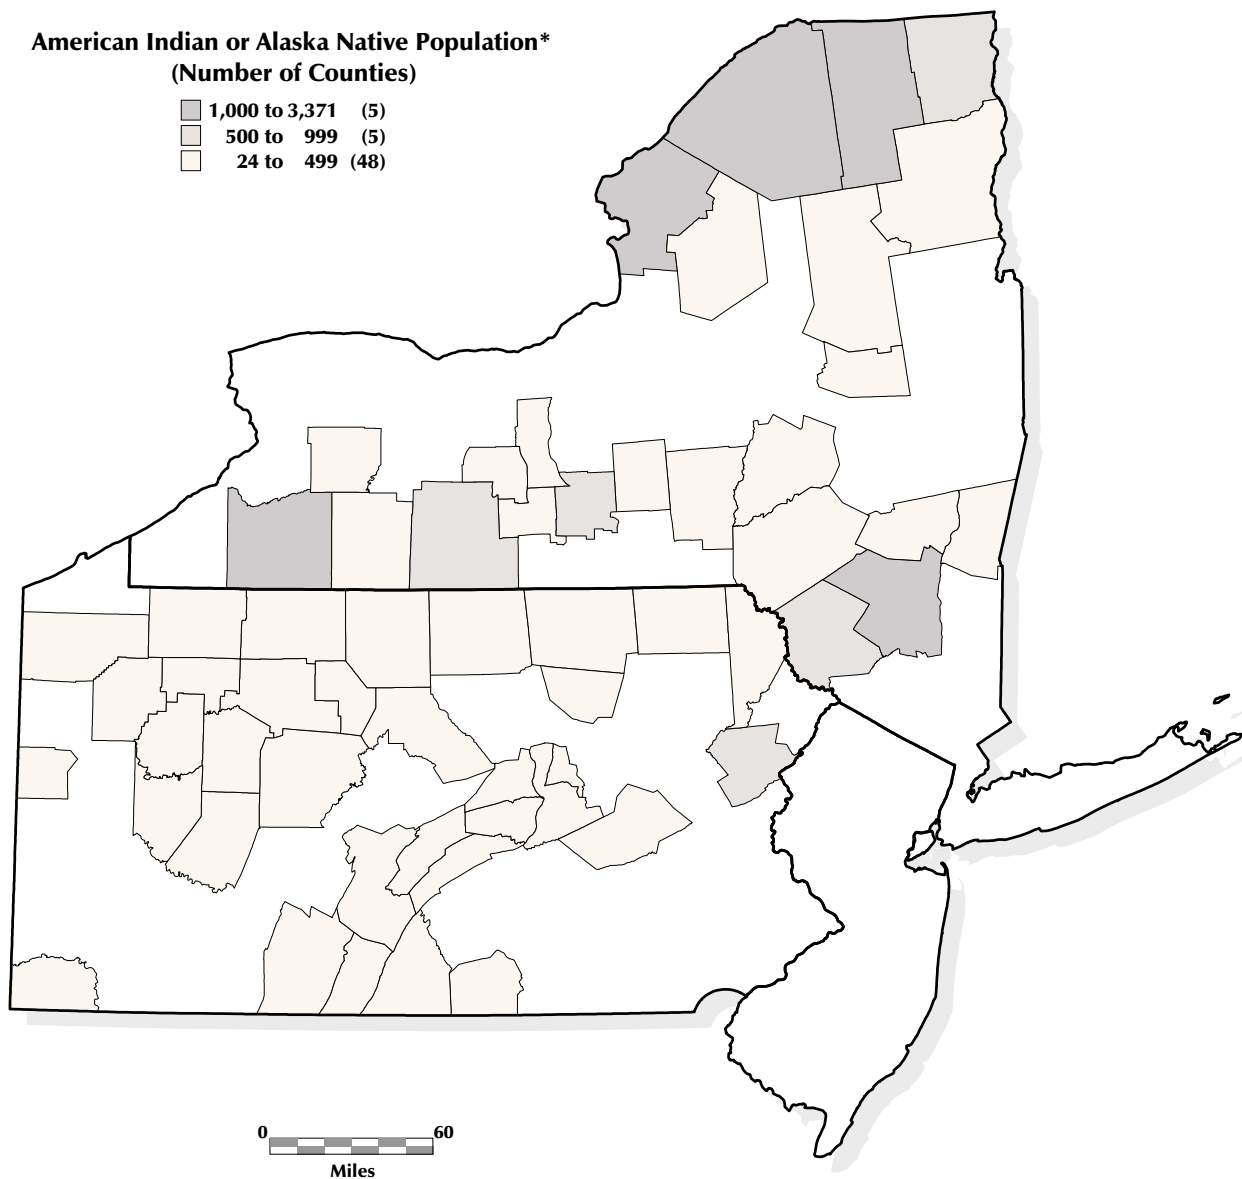 American Indian or Alaska Native Population*
(Number of Counties)
1,000 to 3,371 (5)
500 to 999 (5)
24 to 499 (48)
0 60
Miles